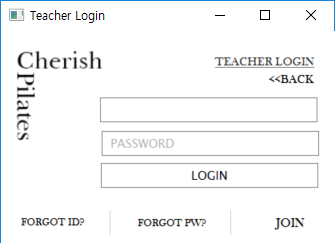 Teacher Login
Cherish
Pilates
TEACHER LOGIN
<<BACK
PASSWORD
LOGIN
FORGOT ID?
FORGOT PW?
JOIN